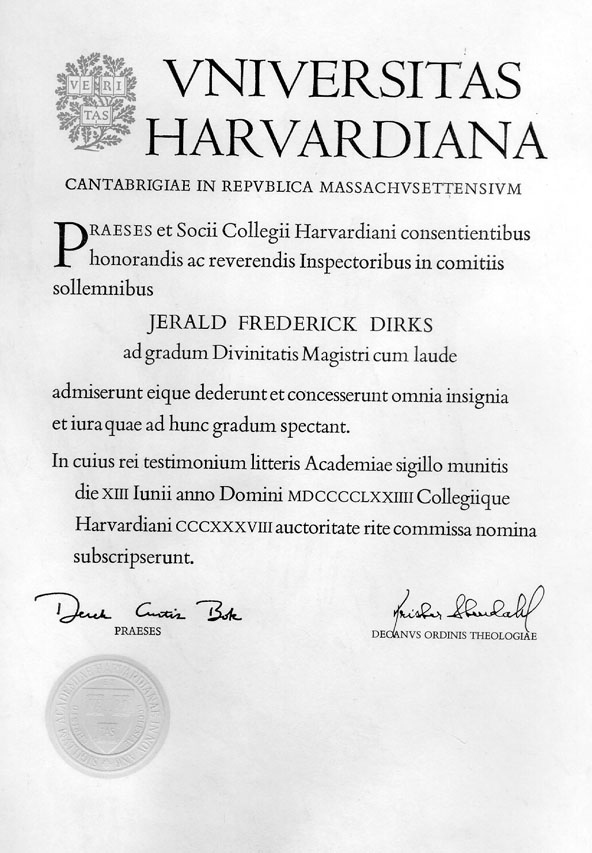 VE RI
TAS
VNIVERSITAS
HARVARDIANA
CANTABRIGIAE IN REPVBLICA MASSACHVSETTENSIVM
PRAESES et Socii Collegii Harvardiani consentientibus
honorandis ac reverendis Inspectoribus in comitiis
sollemnibus
JERALD FREDERICK DIRKS
ad gradum Divinitatis Magistri cum laude
admiserunt eique dederunt et concesserunt omnia insignia
et iura quae ad hunc gradum spectant.
In cuius rei testimonium litteris Academiae sigillo munitis
die XIII Iunii anno Domini MDCCCCLXXIIII Collegiique
Harvardiani CCCXXXVIII auctoritate rite commissa nomina
subscripserunt.
Derek Curtis Bok
PRAESES
DECANVS ORDINIS THEOLOGIAE